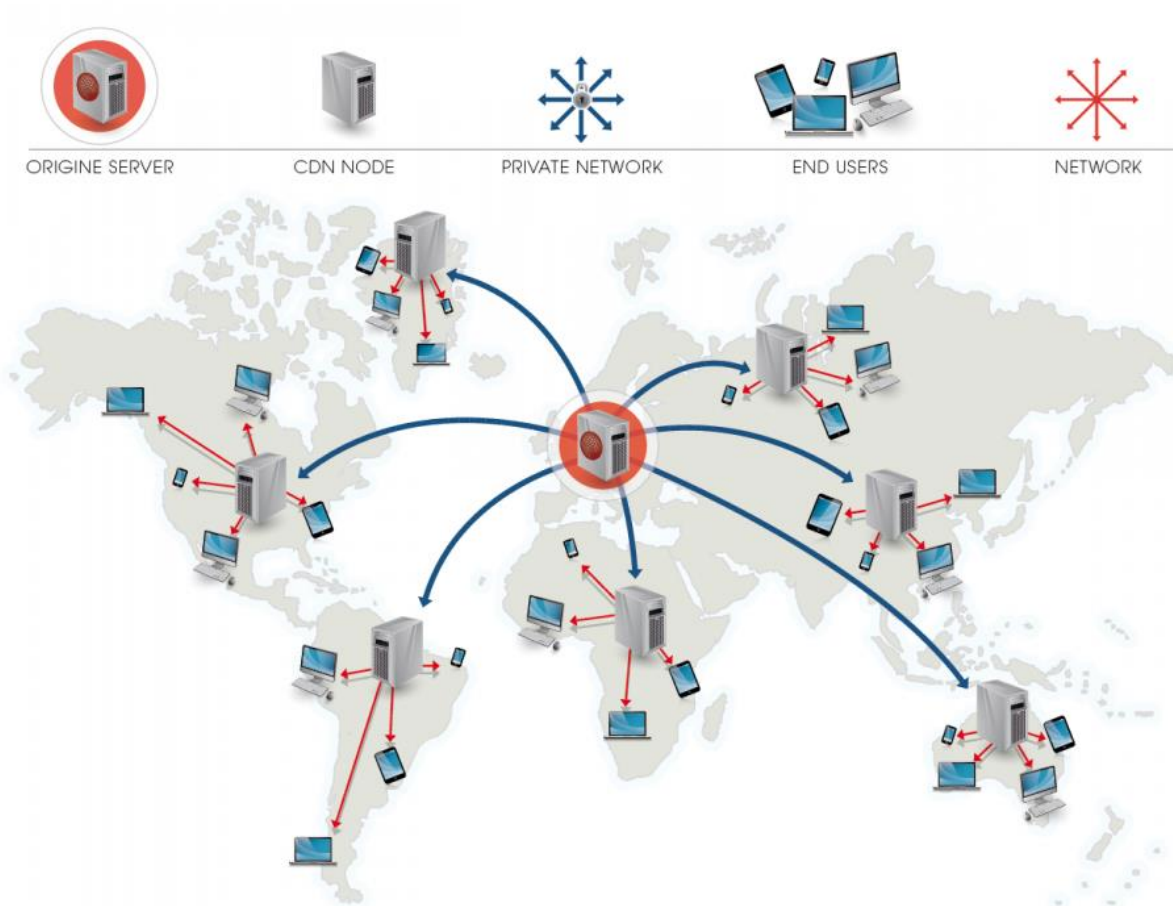 ORIGINE SERVER
CDN NODE
PRIVATE NETWORK
END USERS
NETWORK